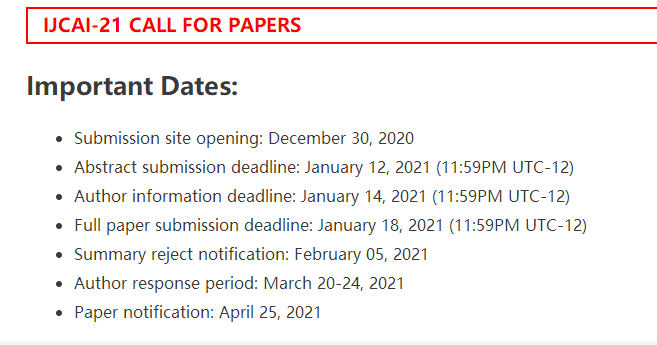 IJCAI-21 CALL FOR PAPERS
Important Dates:
• Submission site opening: December 30, 2020
• Abstract submission deadline: January 12, 2021 (11:59PM UTC-12)
• Author information deadline: January 14, 2021 (11:59PM UTC-12)
• Full paper submission deadline: January 18, 2021 (11:59PM UTC-12)
• Summary reject notification: February 05, 2021
• Author response period: March 20-24, 2021
• Paper notification: April 25, 2021